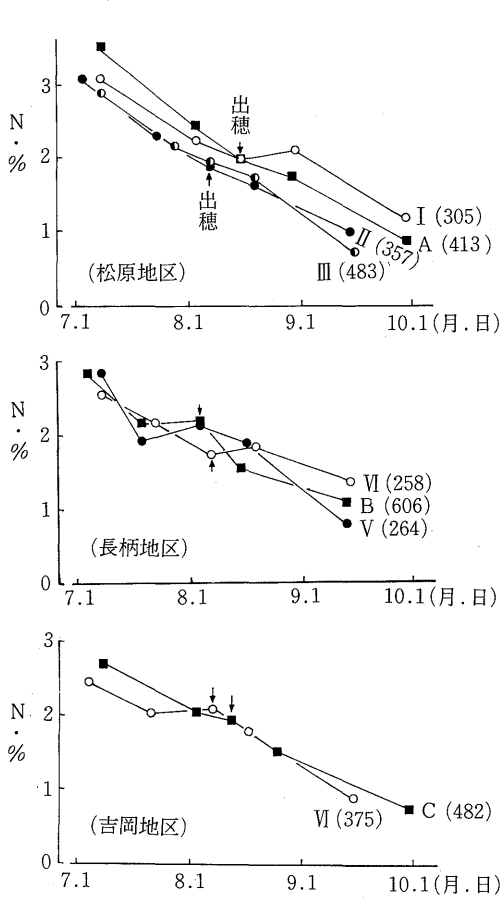 3
2
1
0
N
・
%
出穂
出穂
Ⅰ(305)
A(413)
Ⅱ(357)
Ⅲ(483)
(松原地区)
7.1 8.1 9.1 10.1(月.日)
3
2
1
0
N
・
%
Ⅵ(258)
B(606)
Ⅴ(264)
(長柄地区)
7.1 8.1 9.1 10.1(月.日)
3
2
1
0
N
・
%
C(482)
Ⅵ(375)
(吉岡地区)
7.1 8.1 9.1 10.1(月.日)